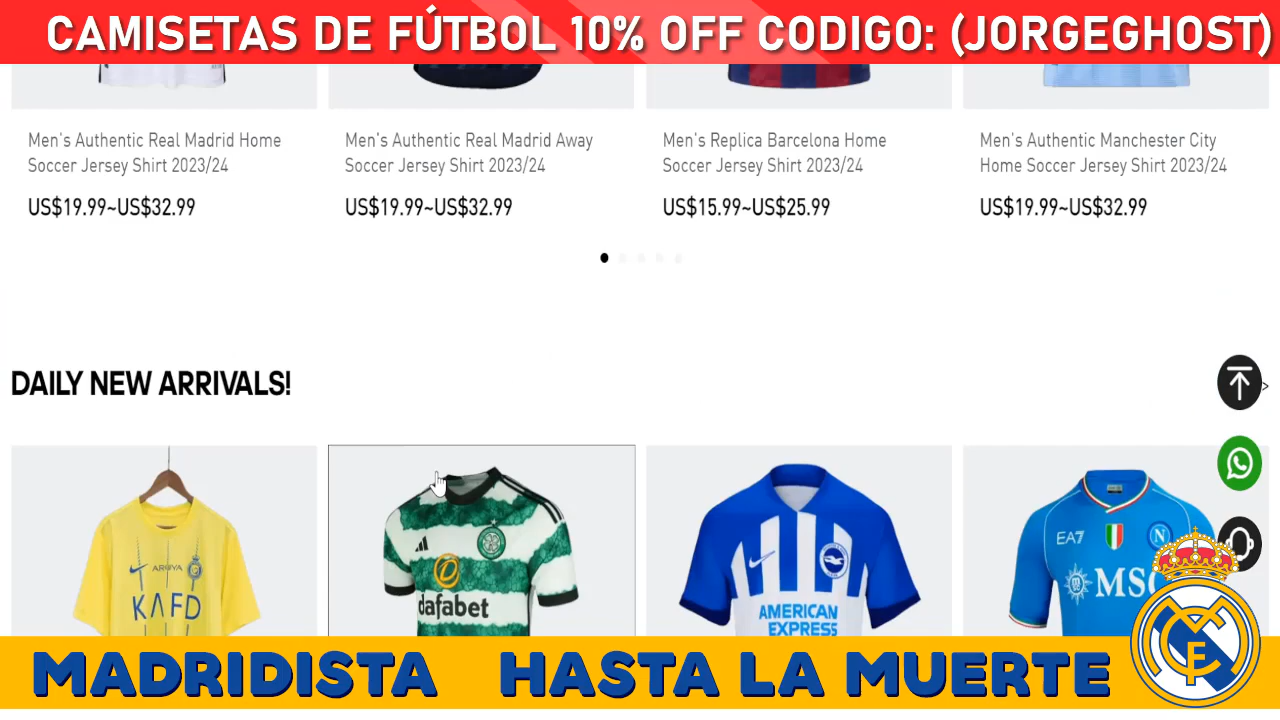 CAMISETAS DE FÚTBOL 10% OFF CODIGO: (JORGEGHOST)
Men's Authentic Real Madrid Home
Soccer Jersey Shirt 2023/24
US$19.99~US$32.99
Men's Authentic Real Madrid Away
Soccer Jersey Shirt 2023/24
US$19.99~US$32.99
Men's Replica Barcelona Home
Soccer Jersey Shirt 2023/24
US$15.99~US$25.99
Men's Authentic Manchester City
Home Soccer Jersey Shirt 2023/24
US$19.99~US$32.99
DAILY NEW ARRIVALS!
>
KAFD
dafabet
AMERICAN
EXPRESS
EA7
N
MSC
MADRIDISTA HASTA LA MUERTE